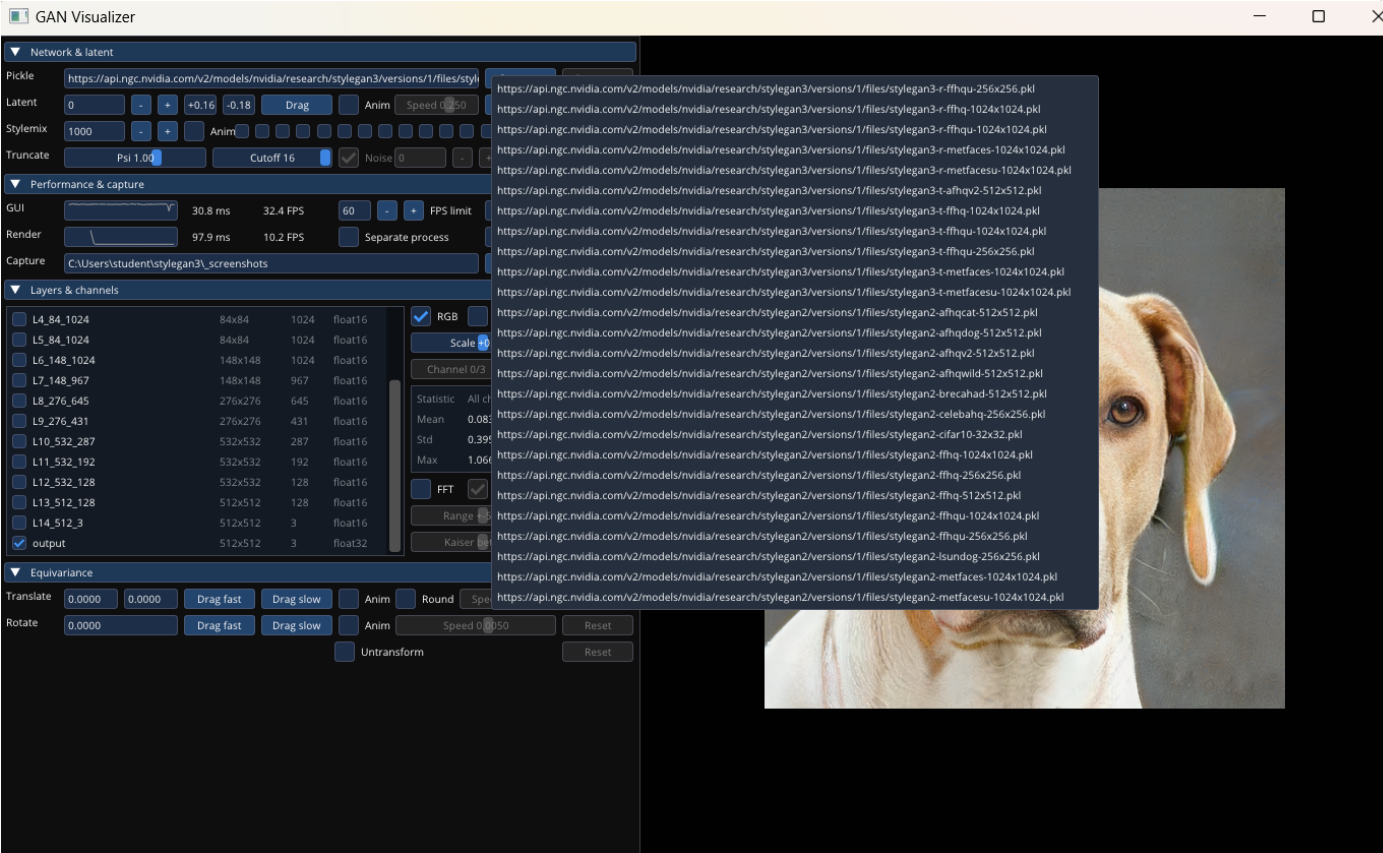 GAN Visualizer
Network & latent
Pickle https://api.ngc.nvidia.com/v2/models/nvidia/research/stylegan3/versions/1/files/styl
Latent 0 - + +0.16 -0.18 Drag Anim Speed 0.250
Stylemix 1000 - + Anim
Truncate Psi 1.00 Cutoff 16 Noise 0 - +
Performance & capture
GUI 30.8 ms 32.4 FPS 60 - + FPS limit
Render 97.9 ms 10.2 FPS Separate process
Capture C:\Users\student\stylegan3\_screenshots
Layers & channels
L4_84_1024 84x84 1024 float16
L5_84_1024 84x84 1024 float16
L6_148_1024 148x148 1024 float16
L7_148_967 148x148 967 float16
L8_276_645 276x276 645 float16
L9_276_431 276x276 431 float16
L10_532_287 532x532 287 float16
L11_532_192 532x532 192 float16
L12_532_128 532x532 128 float16
L13_512_128 512x512 128 float16
L14_512_3 512x512 3 float16
output 512x512 3 float32
RGB
Scale +0
Channel 0/3
Statistic All ch
Mean 0.083
Std 0.395
Max 1.066
FFT
Range
Kaiser
Equivariance
Translate 0.0000 0.0000 Drag fast Drag slow Anim Round Spe
Rotate 0.0000 Drag fast Drag slow Anim Speed 0.0050 Reset
Untransform Reset
https://api.ngc.nvidia.com/v2/models/nvidia/research/stylegan3/versions/1/files/stylegan3-r-ffhqu-256x256.pkl
https://api.ngc.nvidia.com/v2/models/nvidia/research/stylegan3/versions/1/files/stylegan3-r-ffhq-1024x1024.pkl
https://api.ngc.nvidia.com/v2/models/nvidia/research/stylegan3/versions/1/files/stylegan3-r-ffhqu-1024x1024.pkl
https://api.ngc.nvidia.com/v2/models/nvidia/research/stylegan3/versions/1/files/stylegan3-r-metfaces-1024x1024.pkl
https://api.ngc.nvidia.com/v2/models/nvidia/research/stylegan3/versions/1/files/stylegan3-r-metfacesu-1024x1024.pkl
https://api.ngc.nvidia.com/v2/models/nvidia/research/stylegan3/versions/1/files/stylegan3-t-afhqv2-512x512.pkl
https://api.ngc.nvidia.com/v2/models/nvidia/research/stylegan3/versions/1/files/stylegan3-t-ffhq-1024x1024.pkl
https://api.ngc.nvidia.com/v2/models/nvidia/research/stylegan3/versions/1/files/stylegan3-t-ffhqu-1024x1024.pkl
https://api.ngc.nvidia.com/v2/models/nvidia/research/stylegan3/versions/1/files/stylegan3-t-ffhqu-256x256.pkl
https://api.ngc.nvidia.com/v2/models/nvidia/research/stylegan3/versions/1/files/stylegan3-t-metfaces-1024x1024.pkl
https://api.ngc.nvidia.com/v2/models/nvidia/research/stylegan3/versions/1/files/stylegan3-t-metfacesu-1024x1024.pkl
https://api.ngc.nvidia.com/v2/models/nvidia/research/stylegan2/versions/1/files/stylegan2-afhqcat-512x512.pkl
https://api.ngc.nvidia.com/v2/models/nvidia/research/stylegan2/versions/1/files/stylegan2-afhqdog-512x512.pkl
https://api.ngc.nvidia.com/v2/models/nvidia/research/stylegan2/versions/1/files/stylegan2-afhqv2-512x512.pkl
https://api.ngc.nvidia.com/v2/models/nvidia/research/stylegan2/versions/1/files/stylegan2-afhqwild-512x512.pkl
https://api.ngc.nvidia.com/v2/models/nvidia/research/stylegan2/versions/1/files/stylegan2-brecahad-512x512.pkl
https://api.ngc.nvidia.com/v2/models/nvidia/research/stylegan2/versions/1/files/stylegan2-celebahq-256x256.pkl
https://api.ngc.nvidia.com/v2/models/nvidia/research/stylegan2/versions/1/files/stylegan2-cifar10-32x32.pkl
https://api.ngc.nvidia.com/v2/models/nvidia/research/stylegan2/versions/1/files/stylegan2-ffhq-1024x1024.pkl
https://api.ngc.nvidia.com/v2/models/nvidia/research/stylegan2/versions/1/files/stylegan2-ffhq-256x256.pkl
https://api.ngc.nvidia.com/v2/models/nvidia/research/stylegan2/versions/1/files/stylegan2-ffhq-512x512.pkl
https://api.ngc.nvidia.com/v2/models/nvidia/research/stylegan2/versions/1/files/stylegan2-ffhqu-1024x1024.pkl
https://api.ngc.nvidia.com/v2/models/nvidia/research/stylegan2/versions/1/files/stylegan2-ffhqu-256x256.pkl
https://api.ngc.nvidia.com/v2/models/nvidia/research/stylegan2/versions/1/files/stylegan2-lsundog-256x256.pkl
https://api.ngc.nvidia.com/v2/models/nvidia/research/stylegan2/versions/1/files/stylegan2-metfaces-1024x1024.pkl
https://api.ngc.nvidia.com/v2/models/nvidia/research/stylegan2/versions/1/files/stylegan2-metfacesu-1024x1024.pkl